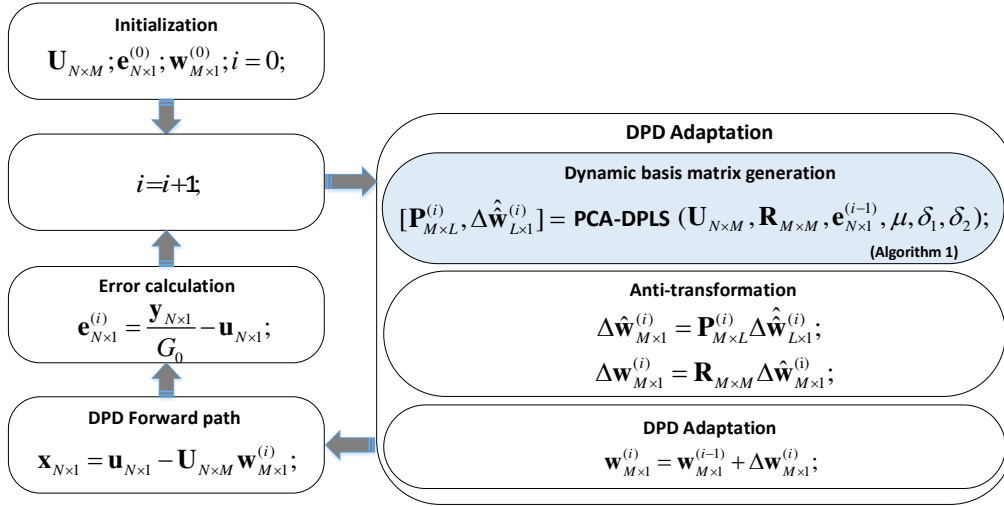 Initialization
U_{N×M}; e^{(0)}_{N×1}; w^{(0)}_{M×1}; i = 0;
i=i+1;
Error calculation
e^{(i)}_{N×1} = y_{N×1}/G_0 − u_{N×1};
DPD Forward path
x_{N×1} = u_{N×1} − U_{N×M} w^{(i)}_{M×1};
DPD Adaptation
Dynamic basis matrix generation
[P^{(i)}_{M×L}, Δŵ̂^{(i)}_{L×1}] = PCA-DPLS (U_{N×M}, R_{M×M}, e^{(i−1)}_{N×1}, μ, δ_1, δ_2);
(Algorithm 1)
Anti-transformation
Δŵ^{(i)}_{M×1} = P^{(i)}_{M×L} Δŵ̂^{(i)}_{L×1};
Δw^{(i)}_{M×1} = R_{M×M} Δŵ^{(i)}_{M×1};
DPD Adaptation
w^{(i)}_{M×1} = w^{(i−1)}_{M×1} + Δw^{(i)}_{M×1};